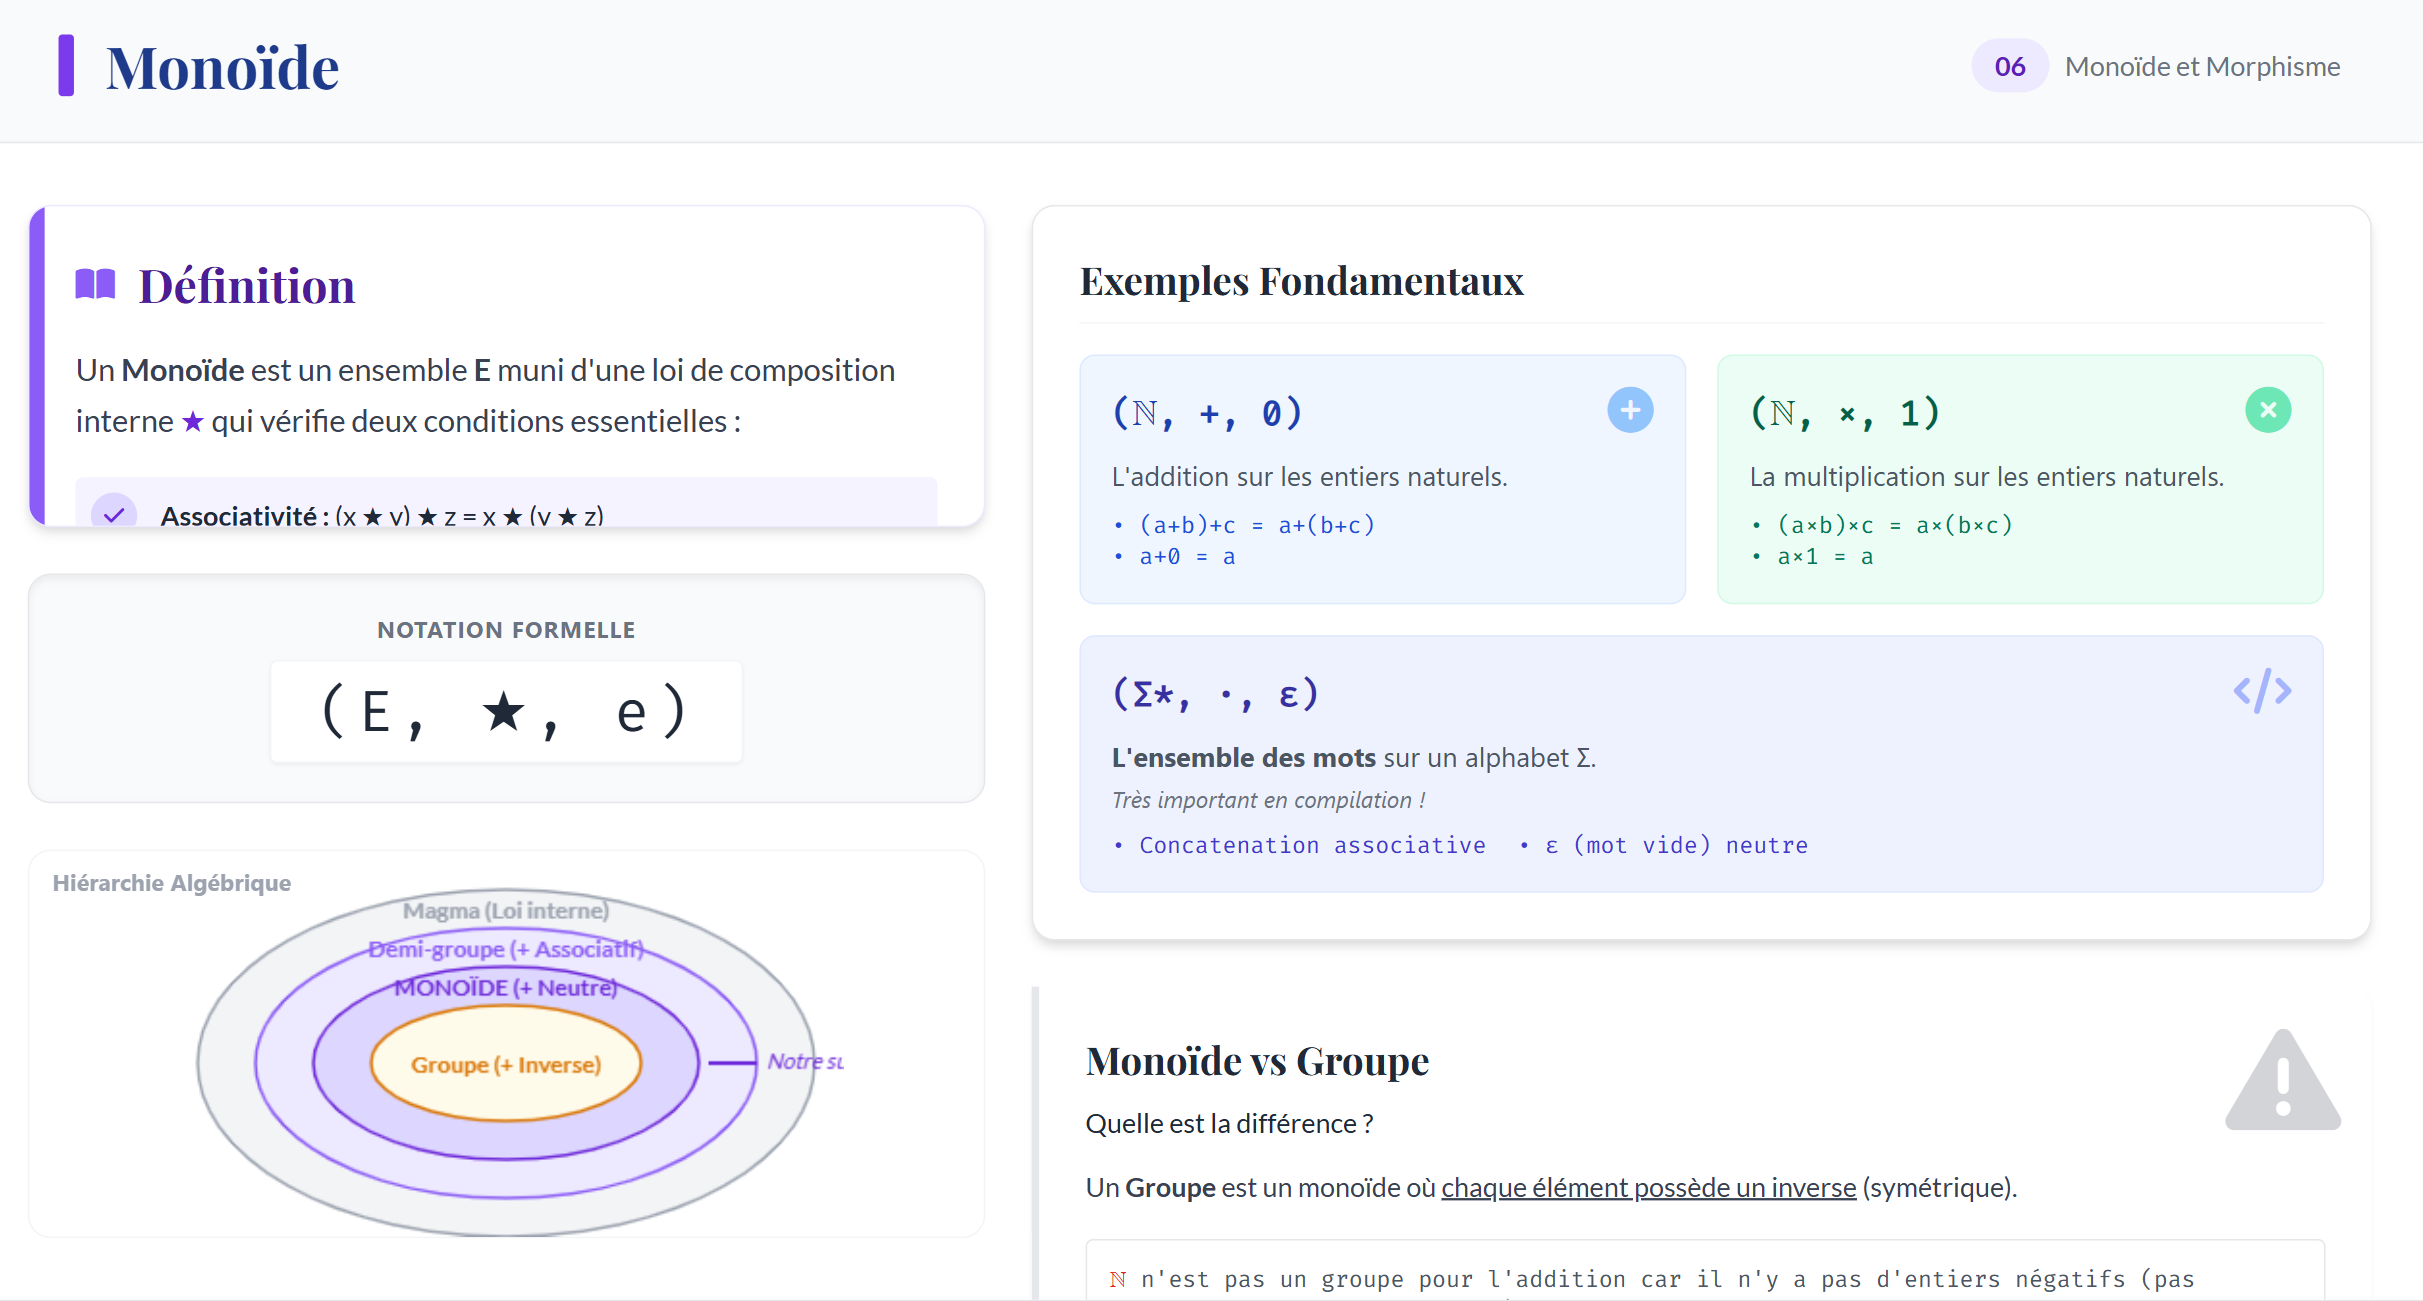 Monoïde
06 Monoïde et Morphisme
Définition
Un Monoïde est un ensemble E muni d'une loi de composition
interne ★ qui vérifie deux conditions essentielles :
Associativité : (x ★ y) ★ z = x ★ (y ★ z)
NOTATION FORMELLE
(E, ★, e)
Hiérarchie Algébrique
Magma (Loi interne)
Demi-groupe (+ Associatif)
MONOÏDE (+ Neutre)
Groupe (+ Inverse)
Notre
Exemples Fondamentaux
(ℕ, +, 0)
L'addition sur les entiers naturels.
• (a+b)+c = a+(b+c)
• a+0 = a
(ℕ, ×, 1)
La multiplication sur les entiers naturels.
• (a×b)×c = a×(b×c)
• a×1 = a
(Σ*, ·, ε)
L'ensemble des mots sur un alphabet Σ.
Très important en compilation !
• Concatenation associative • ε (mot vide) neutre
Monoïde vs Groupe
Quelle est la différence ?
Un Groupe est un monoïde où chaque élément possède un inverse (symétrique).
ℕ n'est pas un groupe pour l'addition car il n'y a pas d'entiers négatifs (pas